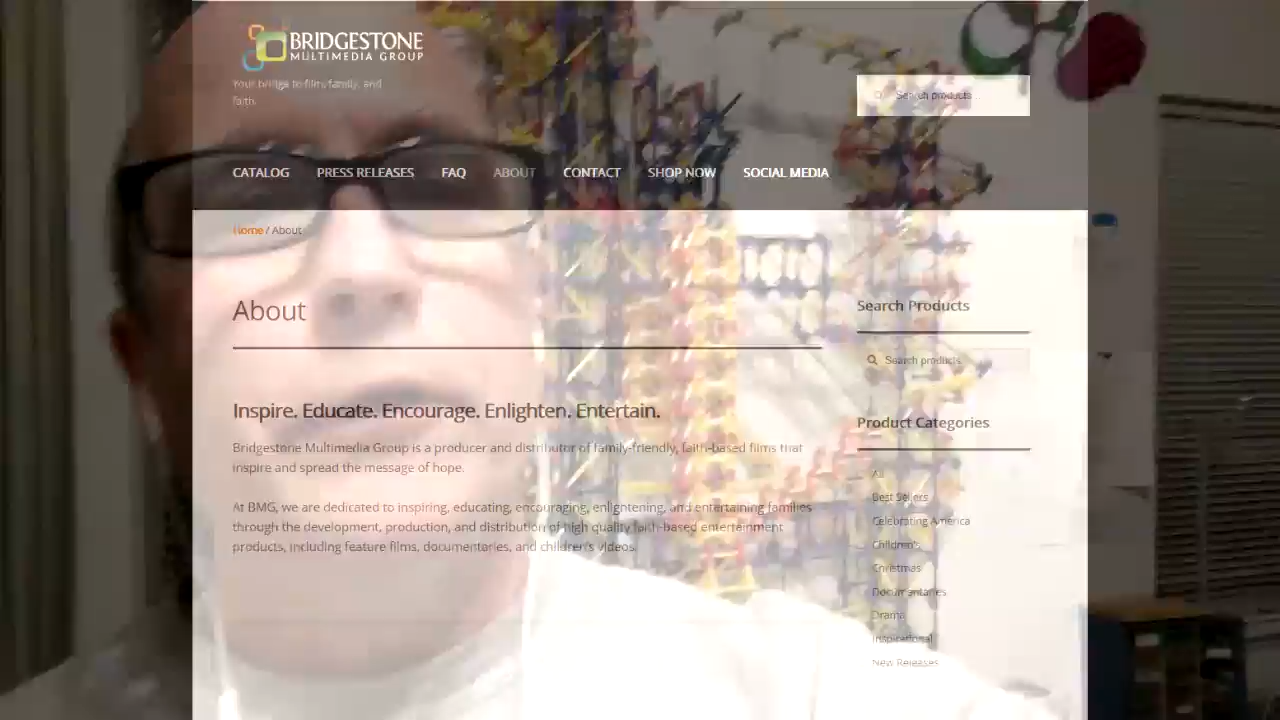 BRIDGESTONE
MULTIMEDIA GROUP
Your bridge to film, family, and
faith.
Search products...
CATALOG PRESS RELEASES FAQ ABOUT CONTACT SHOP NOW SOCIAL MEDIA
Home / About
About
Inspire. Educate. Encourage. Enlighten. Entertain.
Bridgestone Multimedia Group is a producer and distributor of family-friendly, faith-based films that
inspire and spread the message of hope.
At BMG, we are dedicated to inspiring, educating, encouraging, enlightening, and entertaining families
through the development, production, and distribution of high quality faith-based entertainment
products, including feature films, documentaries, and children's videos.
Search Products
Search products...
Product Categories
All
Best Sellers
Celebrating America
Children's
Christmas
Documentaries
Drama
Inspirational
New Releases